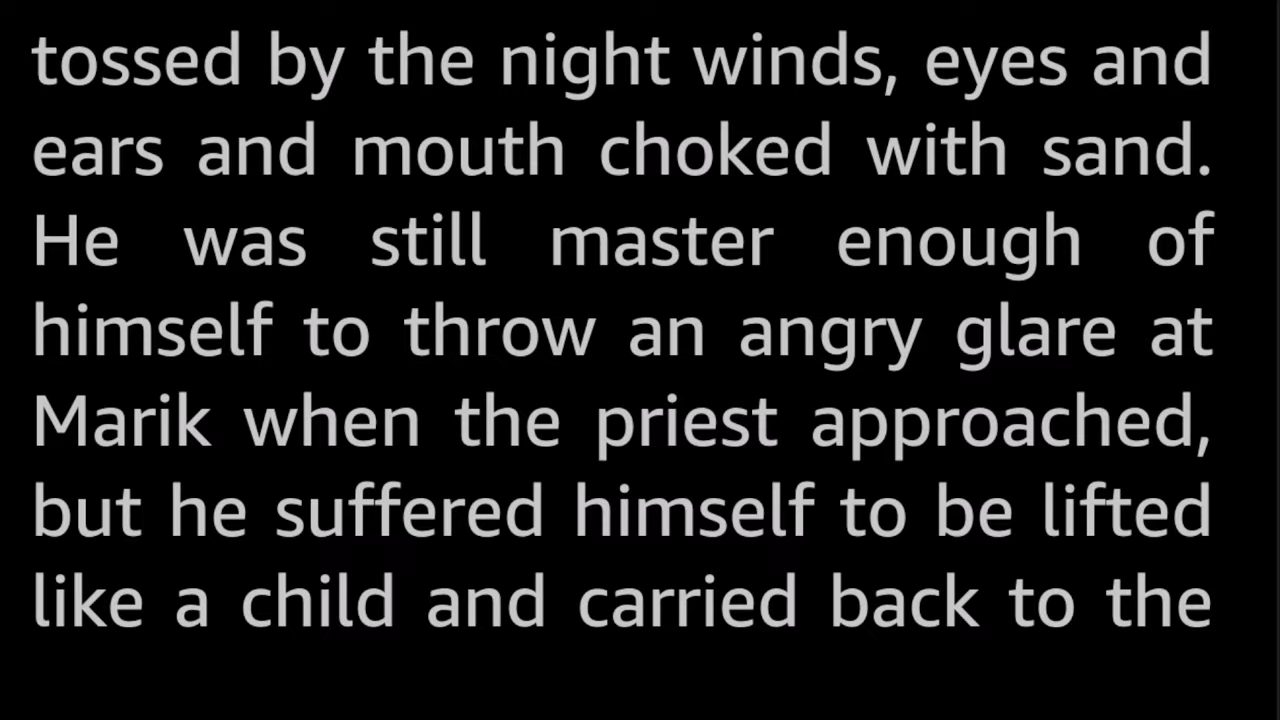 tossed by the night winds, eyes and
ears and mouth choked with sand.
He was still master enough of
himself to throw an angry glare at
Marik when the priest approached,
but he suffered himself to be lifted
like a child and carried back to the